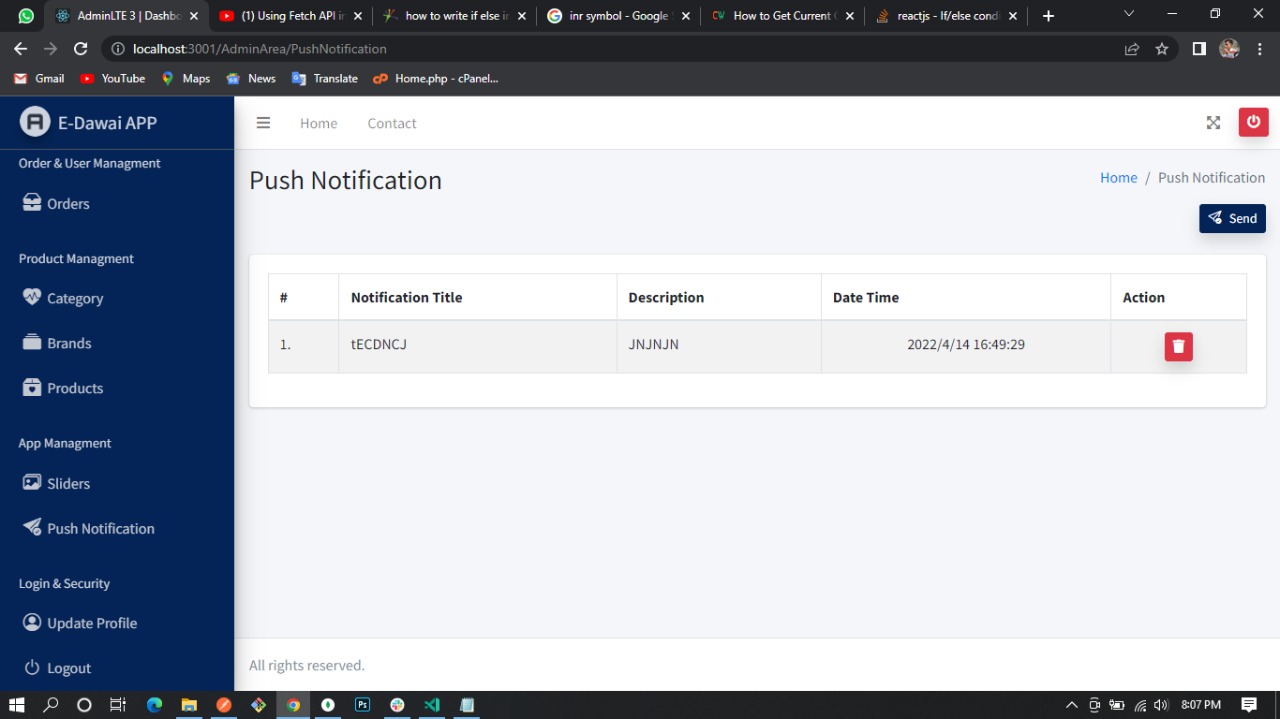 AdminLTE 3 | Dashbo
(1) Using Fetch API in
how to write if else in
inr symbol - Google S
CW
How to Get Current
reactjs - If/else condi
localhost:3001/AdminArea/PushNotification
Gmail
YouTube
Maps
News
Translate
cP
Home.php - cPanel...
E-Dawai APP
Home
Contact
Order & User Managment
Push Notification
Home / Push Notification
Orders
Send
Product Managment
Category
Brands
Products
# Notification Title Description Date Time Action
1. tECDNCJ JNJNJN 2022/4/14 16:49:29
App Managment
Sliders
Push Notification
Login & Security
Update Profile
Logout
All rights reserved.
Ps
8:07 PM